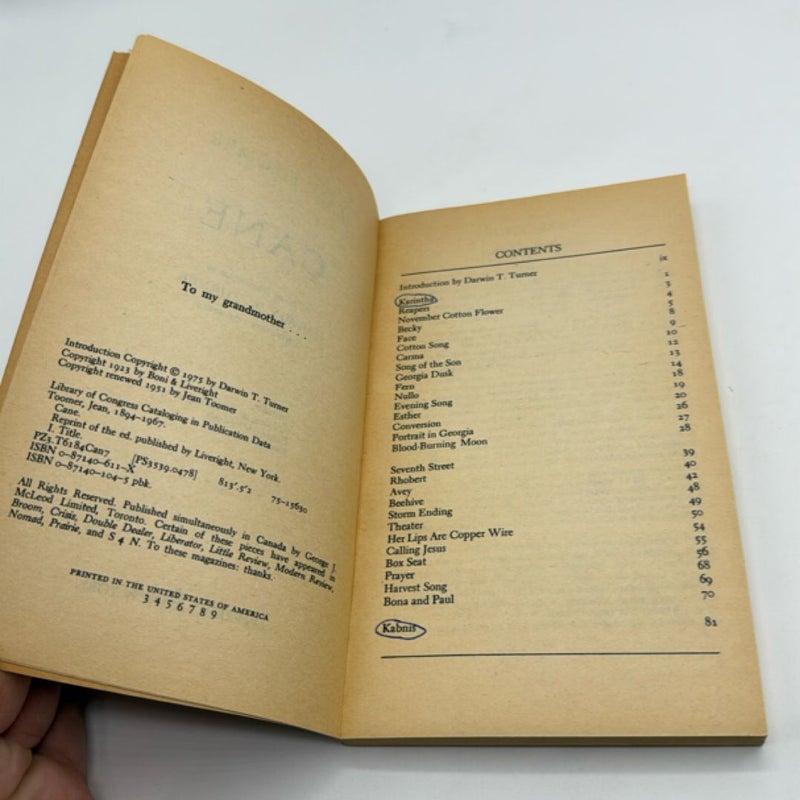 To my grandmother . . .
Introduction Copyright © 1975 by Darwin T. Turner
Copyright 1923 by Boni & Liveright
Copyright renewed 1951 by Jean Toomer
Library of Congress Cataloging in Publication Data
Toomer, Jean, 1894-1967.
Cane.
Reprint of the ed. published by Liveright, New York.
I. Title.
PZ3.T6184Can7 [PS3539.0478] 813'.5'2 75-15630
ISBN 0-87140-611-X
ISBN 0-87140-104-5 pbk.
All Rights Reserved. Published simultaneously in Canada by George J.
McLeod Limited, Toronto. Certain of these pieces have appeared in
Broom, Crisis, Double Dealer, Liberator, Little Review, Modern Review,
Nomad, Prairie, and S 4 N. To these magazines: thanks.
PRINTED IN THE UNITED STATES OF AMERICA
3 4 5 6 7 8 9
CONTENTS
Introduction by Darwin T. Turner ix
Karintha 1
Reapers 3
November Cotton Flower 4
Becky 5
Face 8
Cotton Song 9
Carma 10
Song of the Son 12
Georgia Dusk 13
Fern 14
Nullo 18
Evening Song 19
Esther 20
Conversion 26
Portrait in Georgia 27
Blood-Burning Moon 28
Seventh Street 39
Rhobert 40
Avey 42
Beehive 48
Storm Ending 49
Theater 50
Her Lips Are Copper Wire 54
Calling Jesus 55
Box Seat 56
Prayer 68
Harvest Song 69
Bona and Paul 70
Kabnis 81